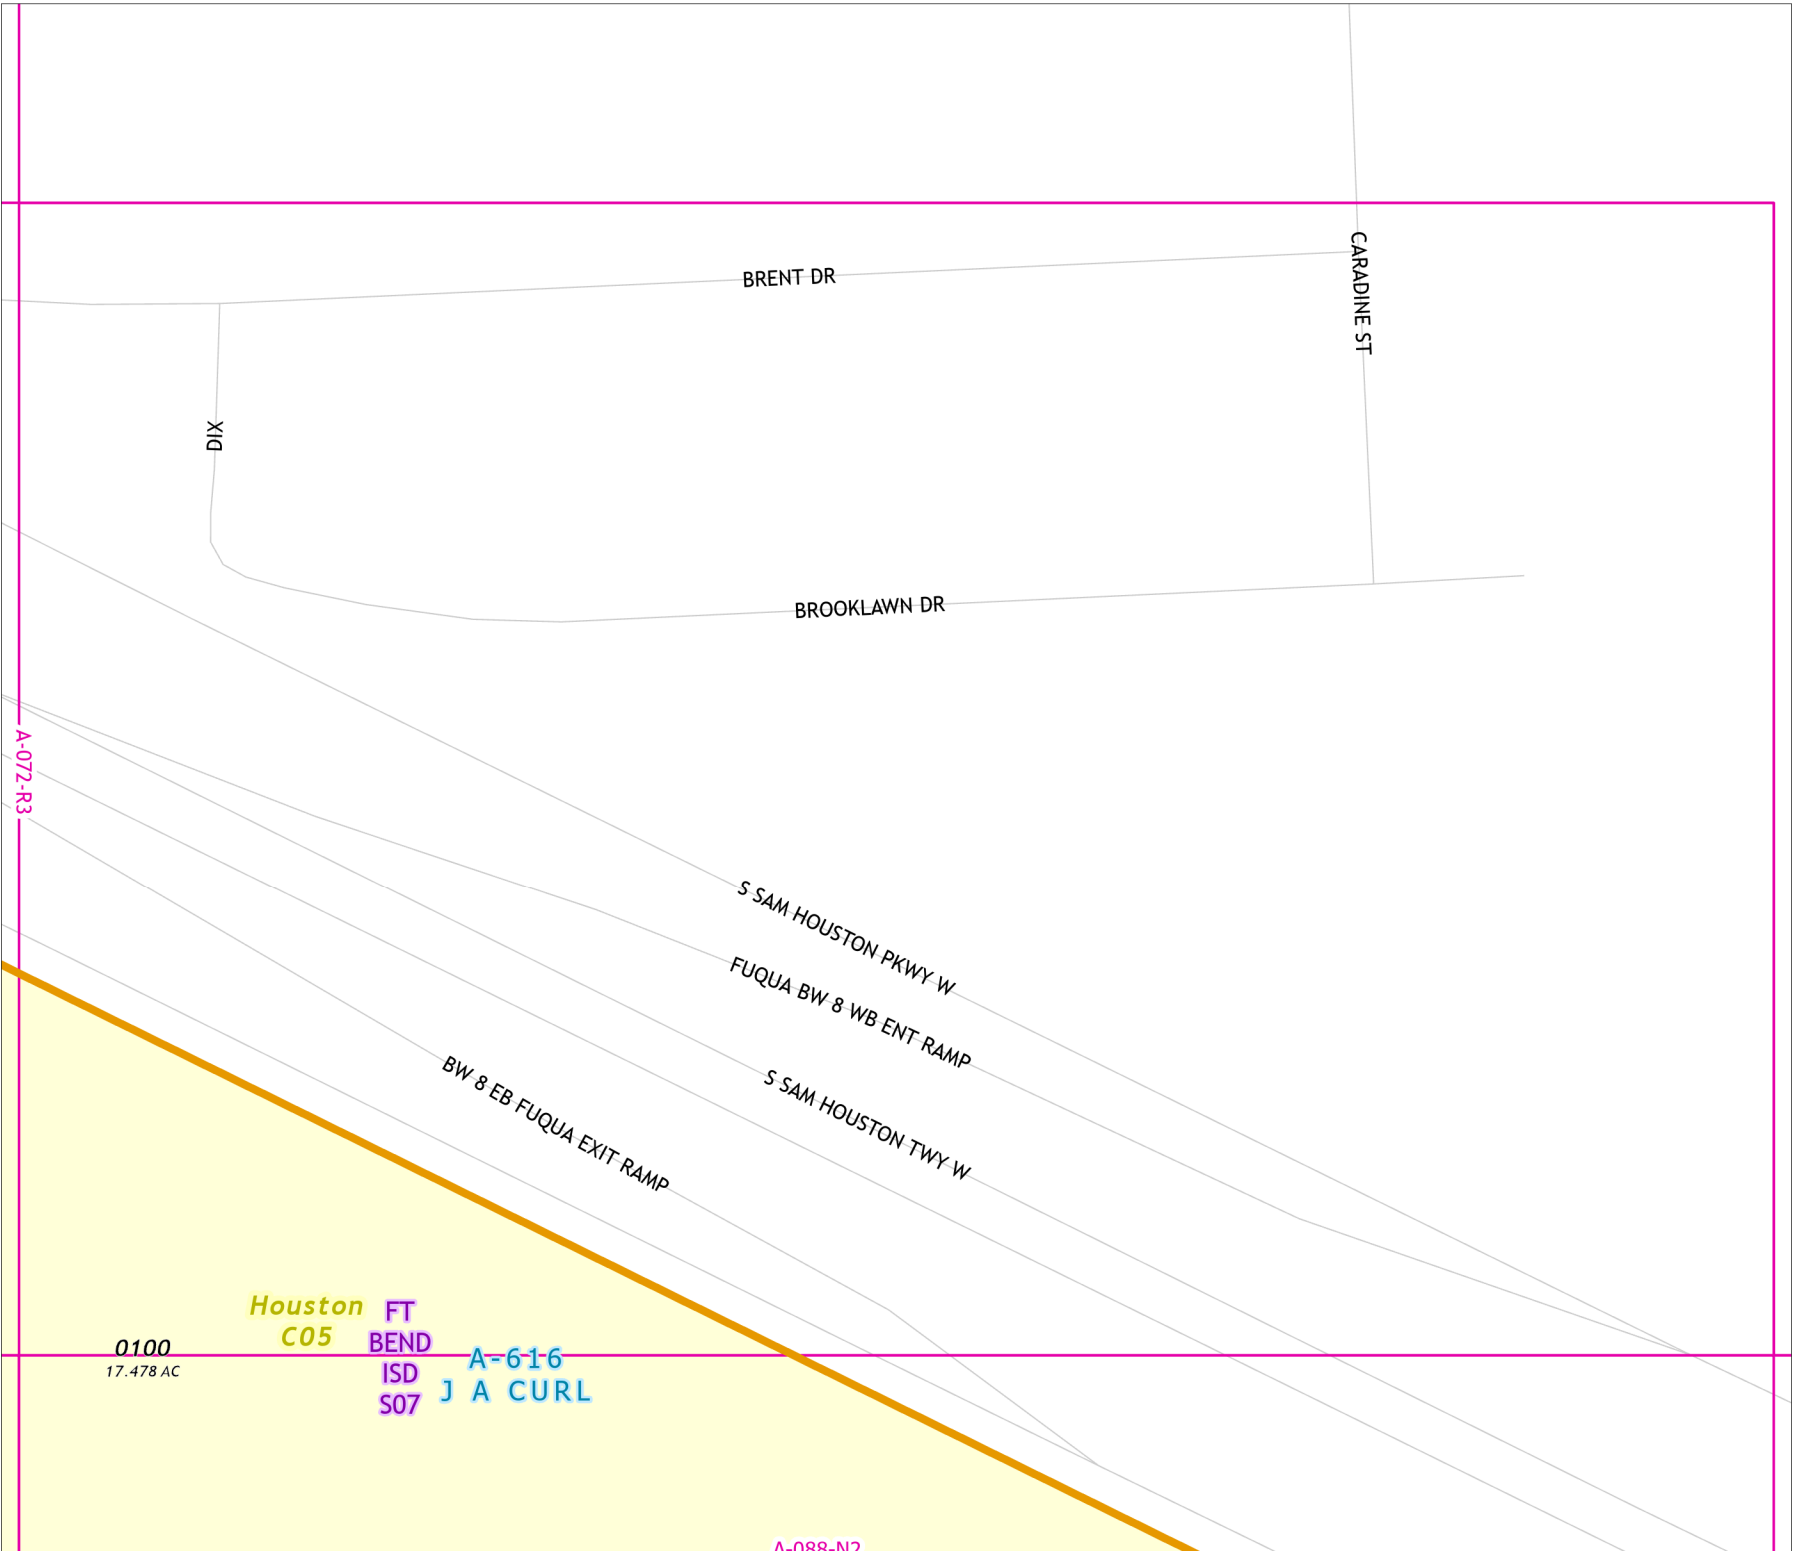 BRENT DR
CARADINE ST
DIX
BROOKLAWN DR
A-072-R3
S SAM HOUSTON PKWY W
FUQUA BW 8 WB ENT RAMP
S SAM HOUSTON TWY W
BW 8 EB FUQUA EXIT RAMP
Houston
C05
FT
BEND
ISD
S07
0100
17.478 AC
A-616
J A CURL
A-088-N2